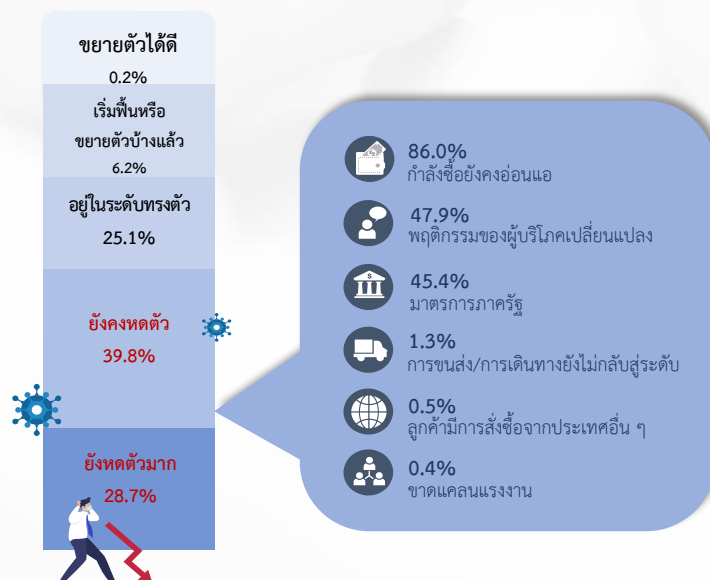 ขยายตัวได้ดี
0.2%
เริ่มฟื้นหรือ
ขยายตัวบ้างแล้ว
6.2%
อยู่ในระดับทรงตัว
25.1%
ยังคงหดตัว
39.8%
ยังหดตัวมาก
28.7%
86.0%
กำลังซื้อยังคงอ่อนแอ
47.9%
พฤติกรรมของผู้บริโภคเปลี่ยนแปลง
$
45.4%
มาตรการภาครัฐ
1.3%
การขนส่ง/การเดินทางยังไม่กลับสู่ระดับ
0.5%
ลูกค้ามีการสั่งซื้อจากประเทศอื่น ๆ
0.4%
ขาดแคลนแรงงาน